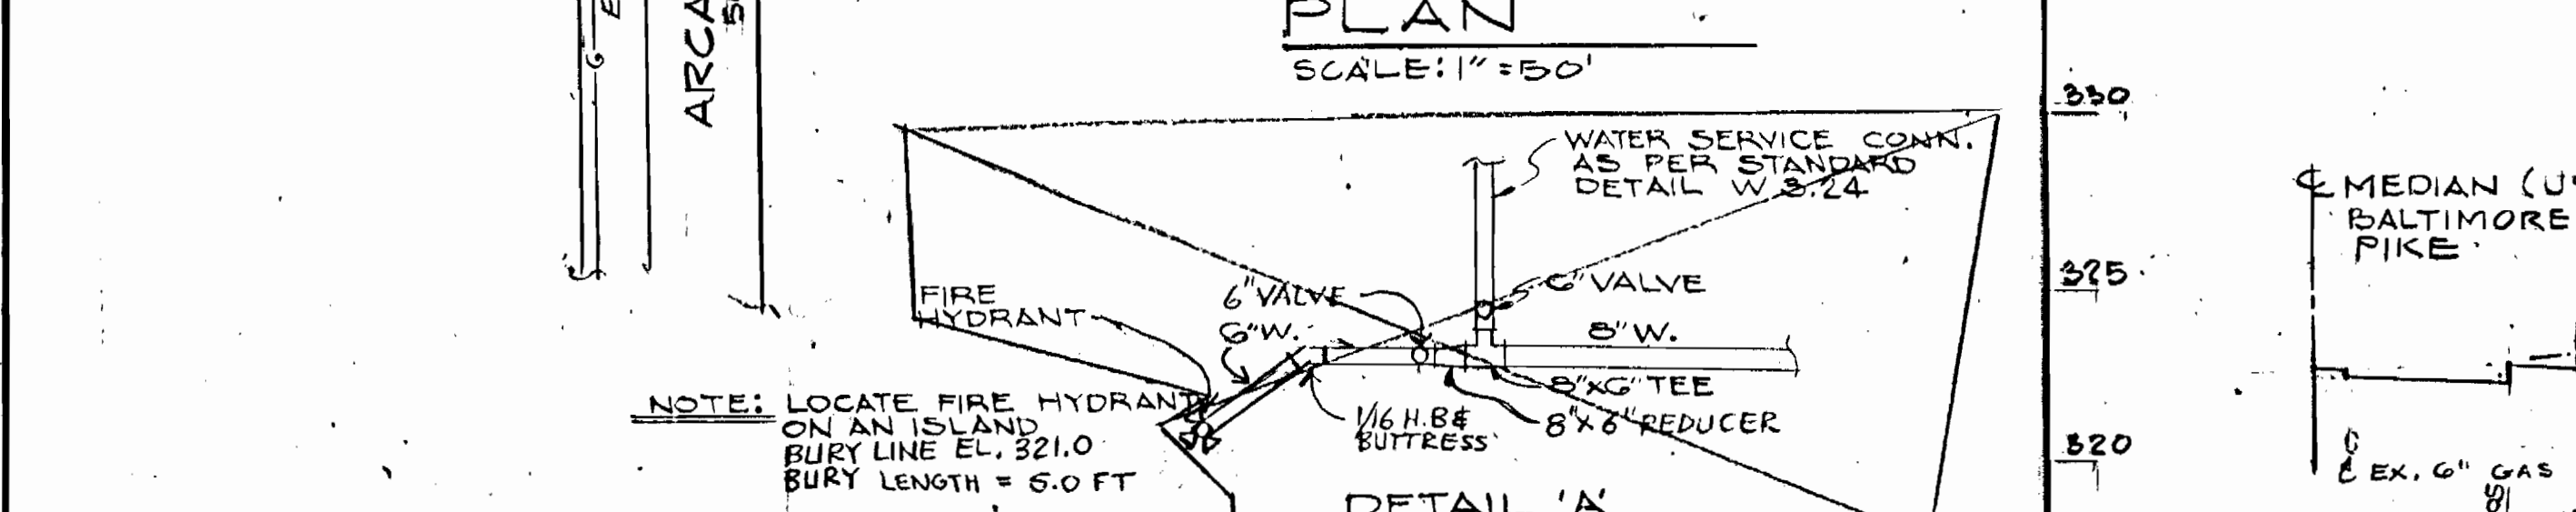 PLAN
SCALE: 1" = 50'
6
ARCA
330
WATER SERVICE CONN.
AS PER STANDARD
DETAIL W 3.24
℄ MEDIAN (U
BALTIMORE
PIKE
325
FIRE
HYDRANT
6" VALVE
6" VALVE
6" W.
8" W.
8"X6" TEE
NOTE: LOCATE FIRE HYDRANT
ON AN ISLAND
BURY LINE EL. 321.0
BURY LENGTH = 5.0 FT
1/16 H.B &
BUTTRESS
8"X6" REDUCER
320
℄ EX. 6" GAS
DETAIL 'A'